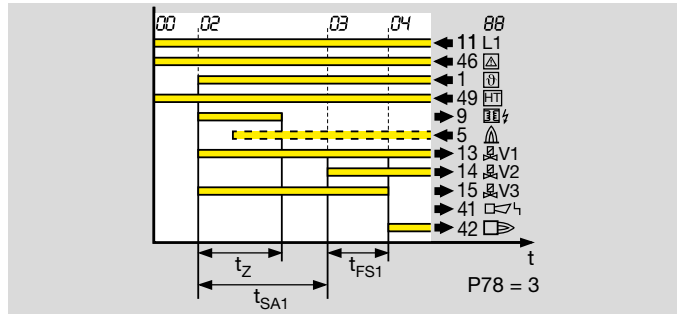 00 02 03 04 88
11 L1
46
1 ϑ
49 HT
9
5
13 V1
14 V2
15 V3
41
42
tZ tFS1 t
tSA1 P78 = 3